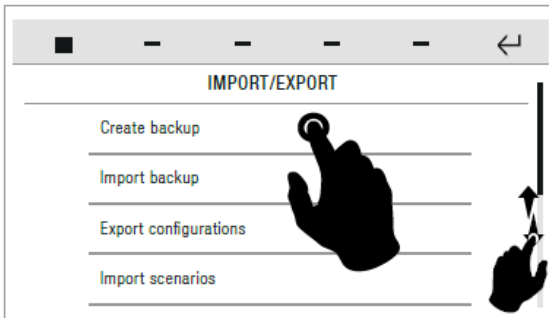 IMPORT/EXPORT
Create backup
Import backup
Export configurations
Import scenarios